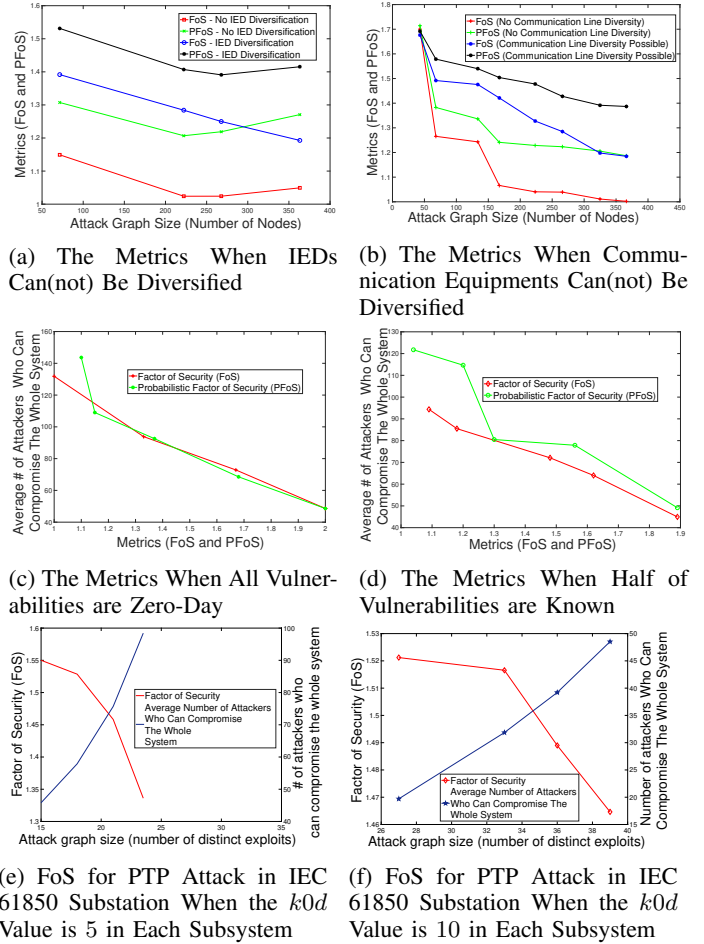 FoS - No IED Diversification
PFoS - No IED Diversification
FoS - IED Diversification
PFoS - IED Diversification
Metrics (FoS and PFoS)
1.6
1.5
1.4
1.3
1.2
1.1
1
50 100 150 200 250 300 350 400
Attack Graph Size (Number of Nodes)
(a) The Metrics When IEDs
Can(not) Be Diversified
FoS (No Communication Line Diversity)
PFoS (No Communication Line Diversity)
FoS (Communication Line Diversity Possible)
PFoS (Communication Line Diversity Possible)
Metrics (FoS and PFoS)
1.8
1.7
1.6
1.5
1.4
1.3
1.2
1.1
1
0 50 100 150 200 250 300 350 400 450
Attack Graph Size (Number of Nodes)
(b) The Metrics When Commu-
nication Equipments Can(not) Be
Diversified
Factor of Security (FoS)
Probabilistic Factor of Security (PFoS)
Average # of Attackers Who Can
Compromise The Whole System
160
140
120
100
80
60
40
1 1.1 1.2 1.3 1.4 1.5 1.6 1.7 1.8 1.9 2
Metrics (FoS and PFoS)
(c) The Metrics When All Vulner-
abilities are Zero-Day
Factor of Security (FoS)
Probabilistic Factor of Security (PFoS)
Average # of Attackers Who Can
Compromise The Whole System
130
120
110
100
90
80
70
60
50
40
1 1.1 1.2 1.3 1.4 1.5 1.6 1.7 1.8 1.9
Metrics (FoS and PFoS)
(d) The Metrics When Half of
Vulnerabilities are Known
Factor of Security (FoS)
1.6
1.55
1.5
1.45
1.4
1.35
1.3
Factor of Security
Average Number of Attackers
Who Can Compromise
The Whole
System
100
90
80
70
60
50
40
# of attackers who
can compromise the whole system
15 20 25 30 35
Attack graph size (number of distinct exploits)
(e) FoS for PTP Attack in IEC
61850 Substation When the k0d
Value is 5 in Each Subsystem
Factor of Security (FoS)
1.53
1.52
1.51
1.5
1.49
1.48
1.47
1.46
Factor of Security
Average Number of Attackers
Who Can Compromise The
Whole System
50
45
40
35
30
25
20
15
Number of attackers Who Can
Compromise The Whole System
26 28 30 32 34 36 38 40
Attack graph size (number of distinct exploits)
(f) FoS for PTP Attack in IEC
61850 Substation When the k0d
Value is 10 in Each Subsystem